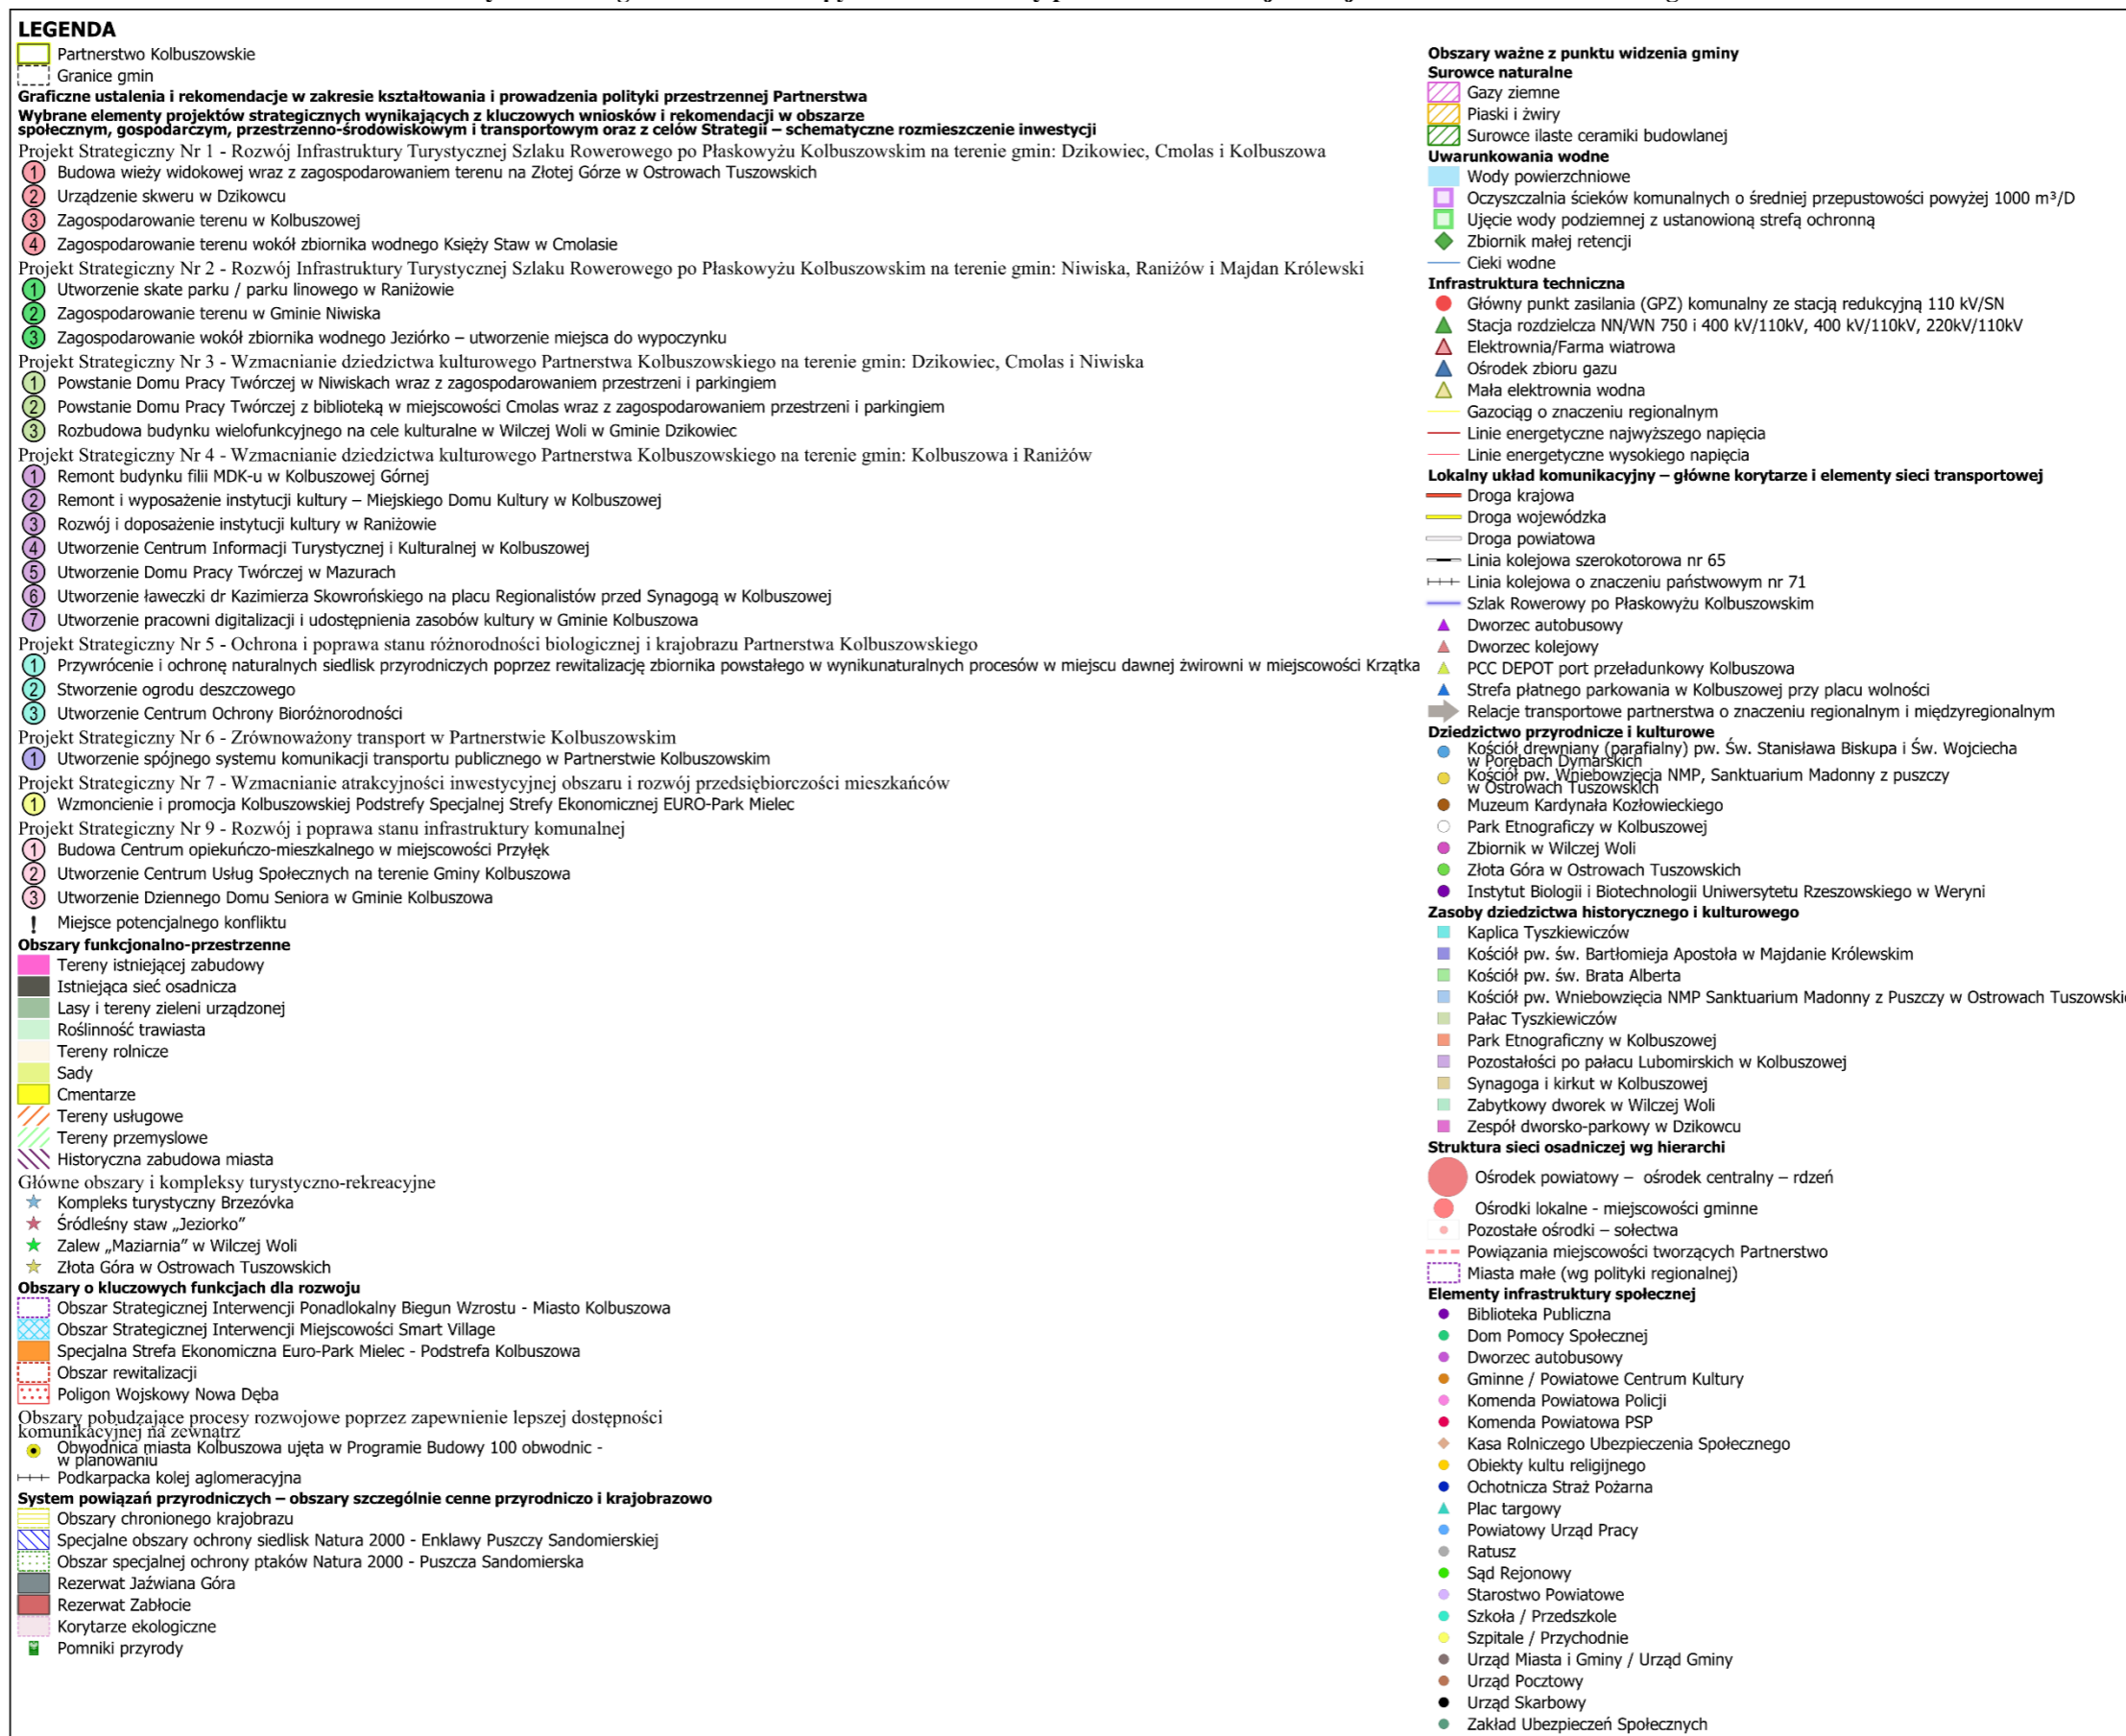 LEGENDA
Partnerstwo Kolbuszowskie
Granice gmin
Graficzne ustalenia i rekomendacje w zakresie kształtowania i prowadzenia polityki przestrzennej Partnerstwa
Wybrane elementy projektów strategicznych wynikających z kluczowych wniosków i rekomendacji w obszarze
społecznym, gospodarczym, przestrzenno-środowiskowym i transportowym oraz z celów Strategii – schematyczne rozmieszczenie inwestycji
Projekt Strategiczny Nr 1 - Rozwój Infrastruktury Turystycznej Szlaku Rowerowego po Płaskowyżu Kolbuszowskim na terenie gmin: Dzikowiec, Cmolas i Kolbuszowa
1 Budowa wieży widokowej wraz z zagospodarowaniem terenu na Złotej Górze w Ostrowach Tuszowskich
2 Urządzenie skweru w Dzikowcu
3 Zagospodarowanie terenu w Kolbuszowej
4 Zagospodarowanie terenu wokół zbiornika wodnego Księży Staw w Cmolasie
Projekt Strategiczny Nr 2 - Rozwój Infrastruktury Turystycznej Szlaku Rowerowego po Płaskowyżu Kolbuszowskim na terenie gmin: Niwiska, Raniżów i Majdan Królewski
1 Utworzenie skate parku / parku linowego w Raniżowie
2 Zagospodarowanie terenu w Gminie Niwiska
3 Zagospodarowanie wokół zbiornika wodnego Jeziórko – utworzenie miejsca do wypoczynku
Projekt Strategiczny Nr 3 - Wzmacnianie dziedzictwa kulturowego Partnerstwa Kolbuszowskiego na terenie gmin: Dzikowiec, Cmolas i Niwiska
1 Powstanie Domu Pracy Twórczej w Niwiskach wraz z zagospodarowaniem przestrzeni i parkingiem
2 Powstanie Domu Pracy Twórczej z biblioteką w miejscowości Cmolas wraz z zagospodarowaniem przestrzeni i parkingiem
3 Rozbudowa budynku wielofunkcyjnego na cele kulturalne w Wilczej Woli w Gminie Dzikowiec
Projekt Strategiczny Nr 4 - Wzmacnianie dziedzictwa kulturowego Partnerstwa Kolbuszowskiego na terenie gmin: Kolbuszowa i Raniżów
1 Remont budynku filii MDK-u w Kolbuszowej Górnej
2 Remont i wyposażenie instytucji kultury – Miejskiego Domu Kultury w Kolbuszowej
3 Rozwój i doposażenie instytucji kultury w Raniżowie
4 Utworzenie Centrum Informacji Turystycznej i Kulturalnej w Kolbuszowej
5 Utworzenie Domu Pracy Twórczej w Mazurach
6 Utworzenie ławeczki dr Kazimierza Skowrońskiego na placu Regionalistów przed Synagogą w Kolbuszowej
7 Utworzenie pracowni digitalizacji i udostępnienia zasobów kultury w Gminie Kolbuszowa
Projekt Strategiczny Nr 5 - Ochrona i poprawa stanu różnorodności biologicznej i krajobrazu Partnerstwa Kolbuszowskiego
1 Przywrócenie i ochronę naturalnych siedlisk przyrodniczych poprzez rewitalizację zbiornika powstałego w wynikunaturalnych procesów w miejscu dawnej żwirowni w miejscowości Krzątka
2 Stworzenie ogrodu deszczowego
3 Utworzenie Centrum Ochrony Bioróżnorodności
Projekt Strategiczny Nr 6 - Zrównoważony transport w Partnerstwie Kolbuszowskim
1 Utworzenie spójnego systemu komunikacji transportu publicznego w Partnerstwie Kolbuszowskim
Projekt Strategiczny Nr 7 - Wzmacnianie atrakcyjności inwestycyjnej obszaru i rozwój przedsiębiorczości mieszkańców
1 Wzmoncienie i promocja Kolbuszowskiej Podstrefy Specjalnej Strefy Ekonomicznej EURO-Park Mielec
Projekt Strategiczny Nr 9 - Rozwój i poprawa stanu infrastruktury komunalnej
1 Budowa Centrum opiekuńczo-mieszkalnego w miejscowości Przyłęk
2 Utworzenie Centrum Usług Społecznych na terenie Gminy Kolbuszowa
3 Utworzenie Dziennego Domu Seniora w Gminie Kolbuszowa
! Miejsce potencjalnego konfliktu
Obszary funkcjonalno-przestrzenne
Tereny istniejącej zabudowy
Istniejąca sieć osadnicza
Lasy i tereny zieleni urządzonej
Roślinność trawiasta
Tereny rolnicze
Sady
Cmentarze
Tereny usługowe
Tereny przemyslowe
Historyczna zabudowa miasta
Główne obszary i kompleksy turystyczno-rekreacyjne
Kompleks turystyczny Brzezówka
Śródleśny staw „Jeziorko”
Zalew „Maziarnia” w Wilczej Woli
Złota Góra w Ostrowach Tuszowskich
Obszary o kluczowych funkcjach dla rozwoju
Obszar Strategicznej Interwencji Ponadlokalny Biegun Wzrostu - Miasto Kolbuszowa
Obszar Strategicznej Interwencji Miejscowości Smart Village
Specjalna Strefa Ekonomiczna Euro-Park Mielec - Podstrefa Kolbuszowa
Obszar rewitalizacji
Poligon Wojskowy Nowa Dęba
Obszary pobudzające procesy rozwojowe poprzez zapewnienie lepszej dostępności
komunikacyjnej na zewnątrz
Obwodnica miasta Kolbuszowa ujęta w Programie Budowy 100 obwodnic -
w planowaniu
Podkarpacka kolej aglomeracyjna
System powiązań przyrodniczych – obszary szczególnie cenne przyrodniczo i krajobrazowo
Obszary chronionego krajobrazu
Specjalne obszary ochrony siedlisk Natura 2000 - Enklawy Puszczy Sandomierskiej
Obszar specjalnej ochrony ptaków Natura 2000 - Puszcza Sandomierska
Rezerwat Jaźwiana Góra
Rezerwat Zabłocie
Korytarze ekologiczne
Pomniki przyrody
Obszary ważne z punktu widzenia gminy
Surowce naturalne
Gazy ziemne
Piaski i żwiry
Surowce ilaste ceramiki budowlanej
Uwarunkowania wodne
Wody powierzchniowe
Oczyszczalnia ścieków komunalnych o średniej przepustowości powyżej 1000 m³/D
Ujęcie wody podziemnej z ustanowioną strefą ochronną
Zbiornik małej retencji
Cieki wodne
Infrastruktura techniczna
Główny punkt zasilania (GPZ) komunalny ze stacją redukcyjną 110 kV/SN
Stacja rozdzielcza NN/WN 750 i 400 kV/110kV, 400 kV/110kV, 220kV/110kV
Elektrownia/Farma wiatrowa
Ośrodek zbioru gazu
Mała elektrownia wodna
Gazociąg o znaczeniu regionalnym
Linie energetyczne najwyższego napięcia
Linie energetyczne wysokiego napięcia
Lokalny układ komunikacyjny – główne korytarze i elementy sieci transportowej
Droga krajowa
Droga wojewódzka
Droga powiatowa
Linia kolejowa szerokotorowa nr 65
Linia kolejowa o znaczeniu państwowym nr 71
Szlak Rowerowy po Płaskowyżu Kolbuszowskim
Dworzec autobusowy
Dworzec kolejowy
PCC DEPOT port przeładunkowy Kolbuszowa
Strefa płatnego parkowania w Kolbuszowej przy placu wolności
Relacje transportowe partnerstwa o znaczeniu regionalnym i międzyregionalnym
Dziedzictwo przyrodnicze i kulturowe
Kościół drewniany (parafialny) pw. Św. Stanisława Biskupa i Św. Wojciecha
w Porębach Dymarskich
Kościół pw. Wniebowzięcia NMP, Sanktuarium Madonny z puszczy
w Ostrowach Tuszowskich
Muzeum Kardynała Kozłowieckiego
Park Etnograficzy w Kolbuszowej
Zbiornik w Wilczej Woli
Złota Góra w Ostrowach Tuszowskich
Instytut Biologii i Biotechnologii Uniwersytetu Rzeszowskiego w Weryni
Zasoby dziedzictwa historycznego i kulturowego
Kaplica Tyszkiewiczów
Kościół pw. św. Bartłomieja Apostoła w Majdanie Królewskim
Kościół pw. św. Brata Alberta
Kościół pw. Wniebowzięcia NMP Sanktuarium Madonny z Puszczy w Ostrowach
Pałac Tyszkiewiczów
Park Etnograficzny w Kolbuszowej
Pozostałości po pałacu Lubomirskich w Kolbuszowej
Synagoga i kirkut w Kolbuszowej
Zabytkowy dworek w Wilczej Woli
Zespół dworsko-parkowy w Dzikowcu
Struktura sieci osadniczej wg hierarchi
Ośrodek powiatowy – ośrodek centralny – rdzeń
Ośrodki lokalne - miejscowości gminne
Pozostałe ośrodki – sołectwa
Powiązania miejscowości tworzących Partnerstwo
Miasta małe (wg polityki regionalnej)
Elementy infrastruktury społecznej
Biblioteka Publiczna
Dom Pomocy Społecznej
Dworzec autobusowy
Gminne / Powiatowe Centrum Kultury
Komenda Powiatowa Policji
Komenda Powiatowa PSP
Kasa Rolniczego Ubezpieczenia Społecznego
Obiekty kultu religijnego
Ochotnicza Straż Pożarna
Plac targowy
Powiatowy Urząd Pracy
Ratusz
Sąd Rejonowy
Starostwo Powiatowe
Szkoła / Przedszkole
Szpitale / Przychodnie
Urząd Miasta i Gminy / Urząd Gminy
Urząd Pocztowy
Urząd Skarbowy
Zakład Ubezpieczeń Społecznych